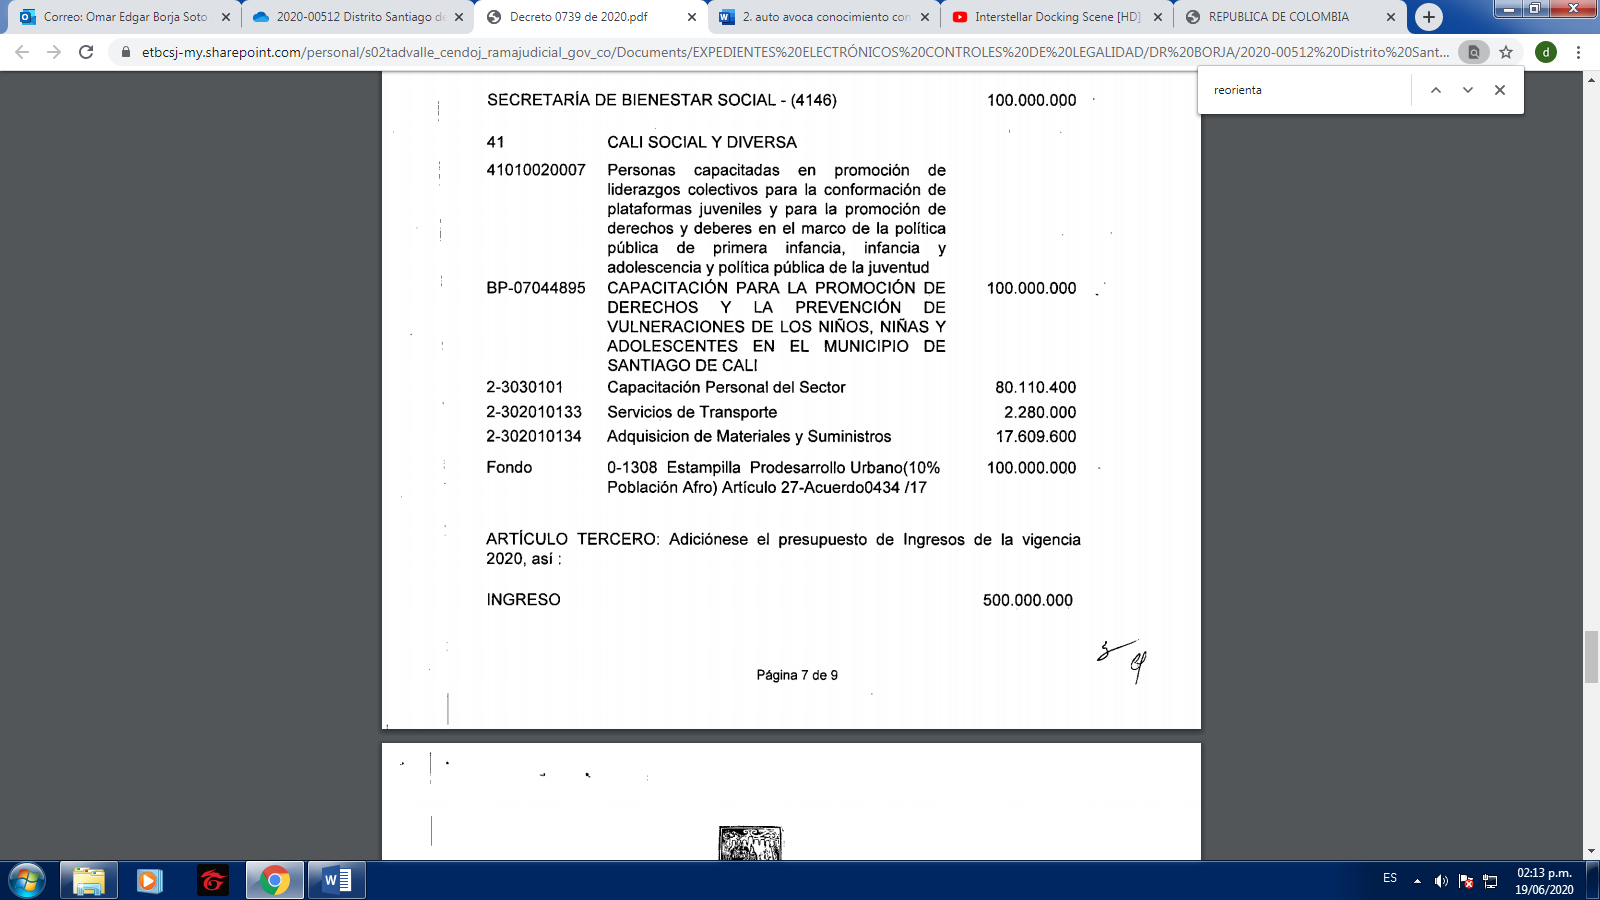 Correo: Omar Edgar Borja Soto
2020-00512 Distrito Santiago de
Decreto 0739 de 2020.pdf
2. auto avoca conocimiento con
Interstellar Docking Scene [HD]
REPUBLICA DE COLOMBIA
etbcsj-my.sharepoint.com/personal/s02tadvalle_cendoj_ramajudicial_gov_co/Documents/EXPEDIENTES%20ELECTRÓNICOS%20CONTROLES%20DE%20LEGALIDAD/DR%20BORJA/2020-00512%20Distrito%20Sant...
d
reorienta
SECRETARÍA DE BIENESTAR SOCIAL - (4146) 100.000.000
41 CALI SOCIAL Y DIVERSA
41010020007 Personas capacitadas en promoción de
liderazgos colectivos para la conformación de
plataformas juveniles y para la promoción de
derechos y deberes en el marco de la política
pública de primera infancia, infancia y
adolescencia y política pública de la juventud
BP-07044895 CAPACITACIÓN PARA LA PROMOCIÓN DE 100.000.000
DERECHOS Y LA PREVENCIÓN DE
VULNERACIONES DE LOS NIÑOS, NIÑAS Y
ADOLESCENTES EN EL MUNICIPIO DE
SANTIAGO DE CALI
2-3030101 Capacitación Personal del Sector 80.110.400
2-302010133 Servicios de Transporte 2.280.000
2-302010134 Adquisicion de Materiales y Suministros 17.609.600
Fondo 0-1308 Estampilla Prodesarrollo Urbano(10% 100.000.000
Población Afro) Artículo 27-Acuerdo0434 /17
ARTÍCULO TERCERO: Adiciónese el presupuesto de Ingresos de la vigencia
2020, así :
INGRESO 500.000.000
Página 7 de 9
ES
02:13 p.m.
19/06/2020